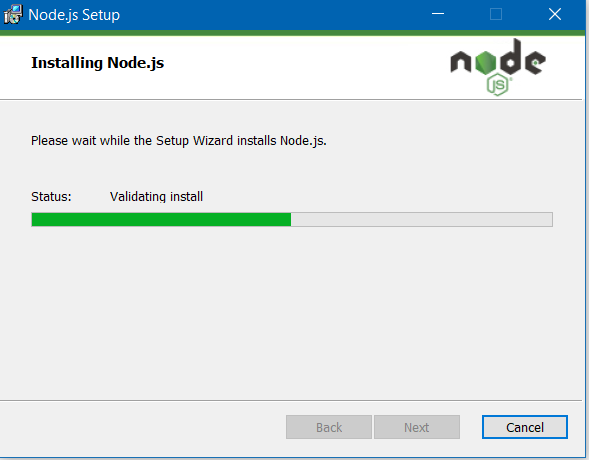 Node.js Setup
Installing Node.js
node
JS
Please wait while the Setup Wizard installs Node.js.
Status: Validating install
Back Next Cancel